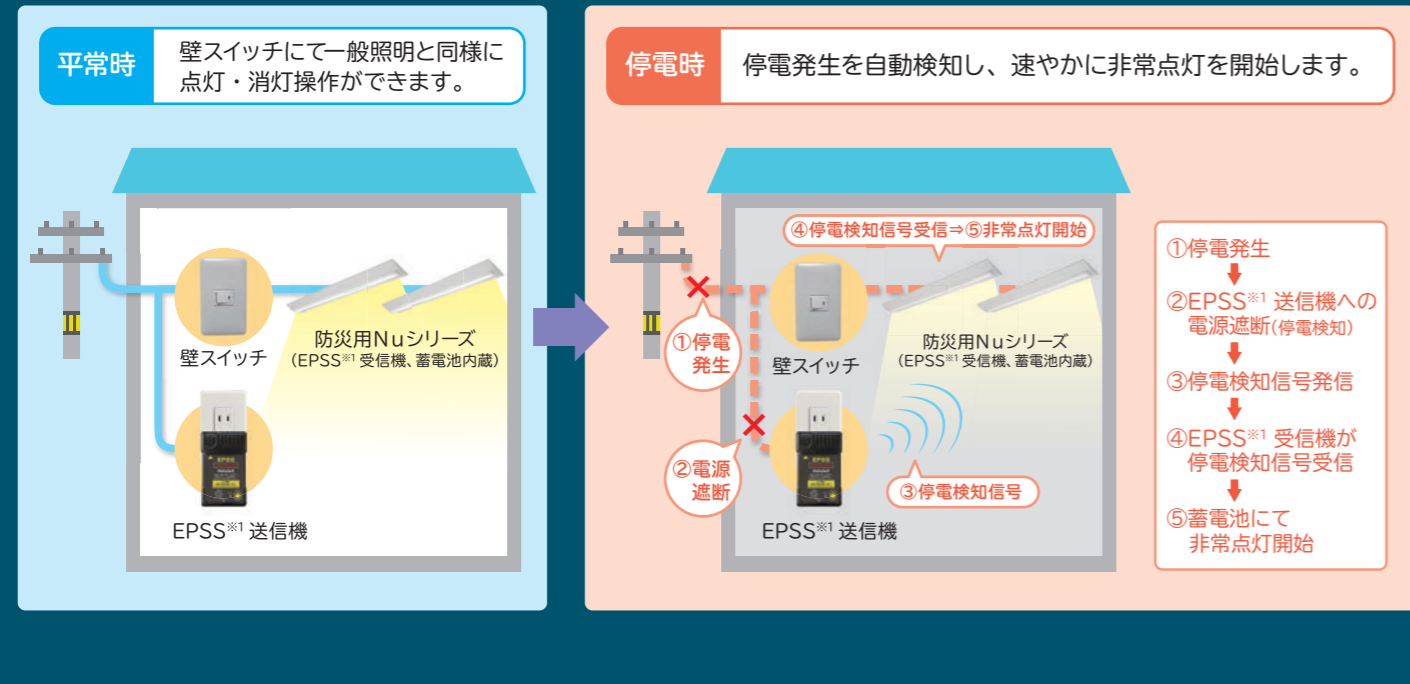 平常時
壁スイッチにて一般照明と同様に
点灯・消灯操作ができます。
壁スイッチ
防災用Nuシリーズ
(EPSS※1 受信機、蓄電池内蔵)
EPSS
EPSS※1 送信機
停電時
停電発生を自動検知し、速やかに非常点灯を開始します。
④停電検知信号受信⇒⑤非常点灯開始
①停電
発生
壁スイッチ
防災用Nuシリーズ
(EPSS※1 受信機、蓄電池内蔵)
②電源
遮断
EPSS
③停電検知信号
EPSS※1 送信機
①停電発生
②EPSS※1 送信機への
電源遮断(停電検知)
③停電検知信号発信
④EPSS※1 受信機が
停電検知信号受信
⑤蓄電池にて
非常点灯開始